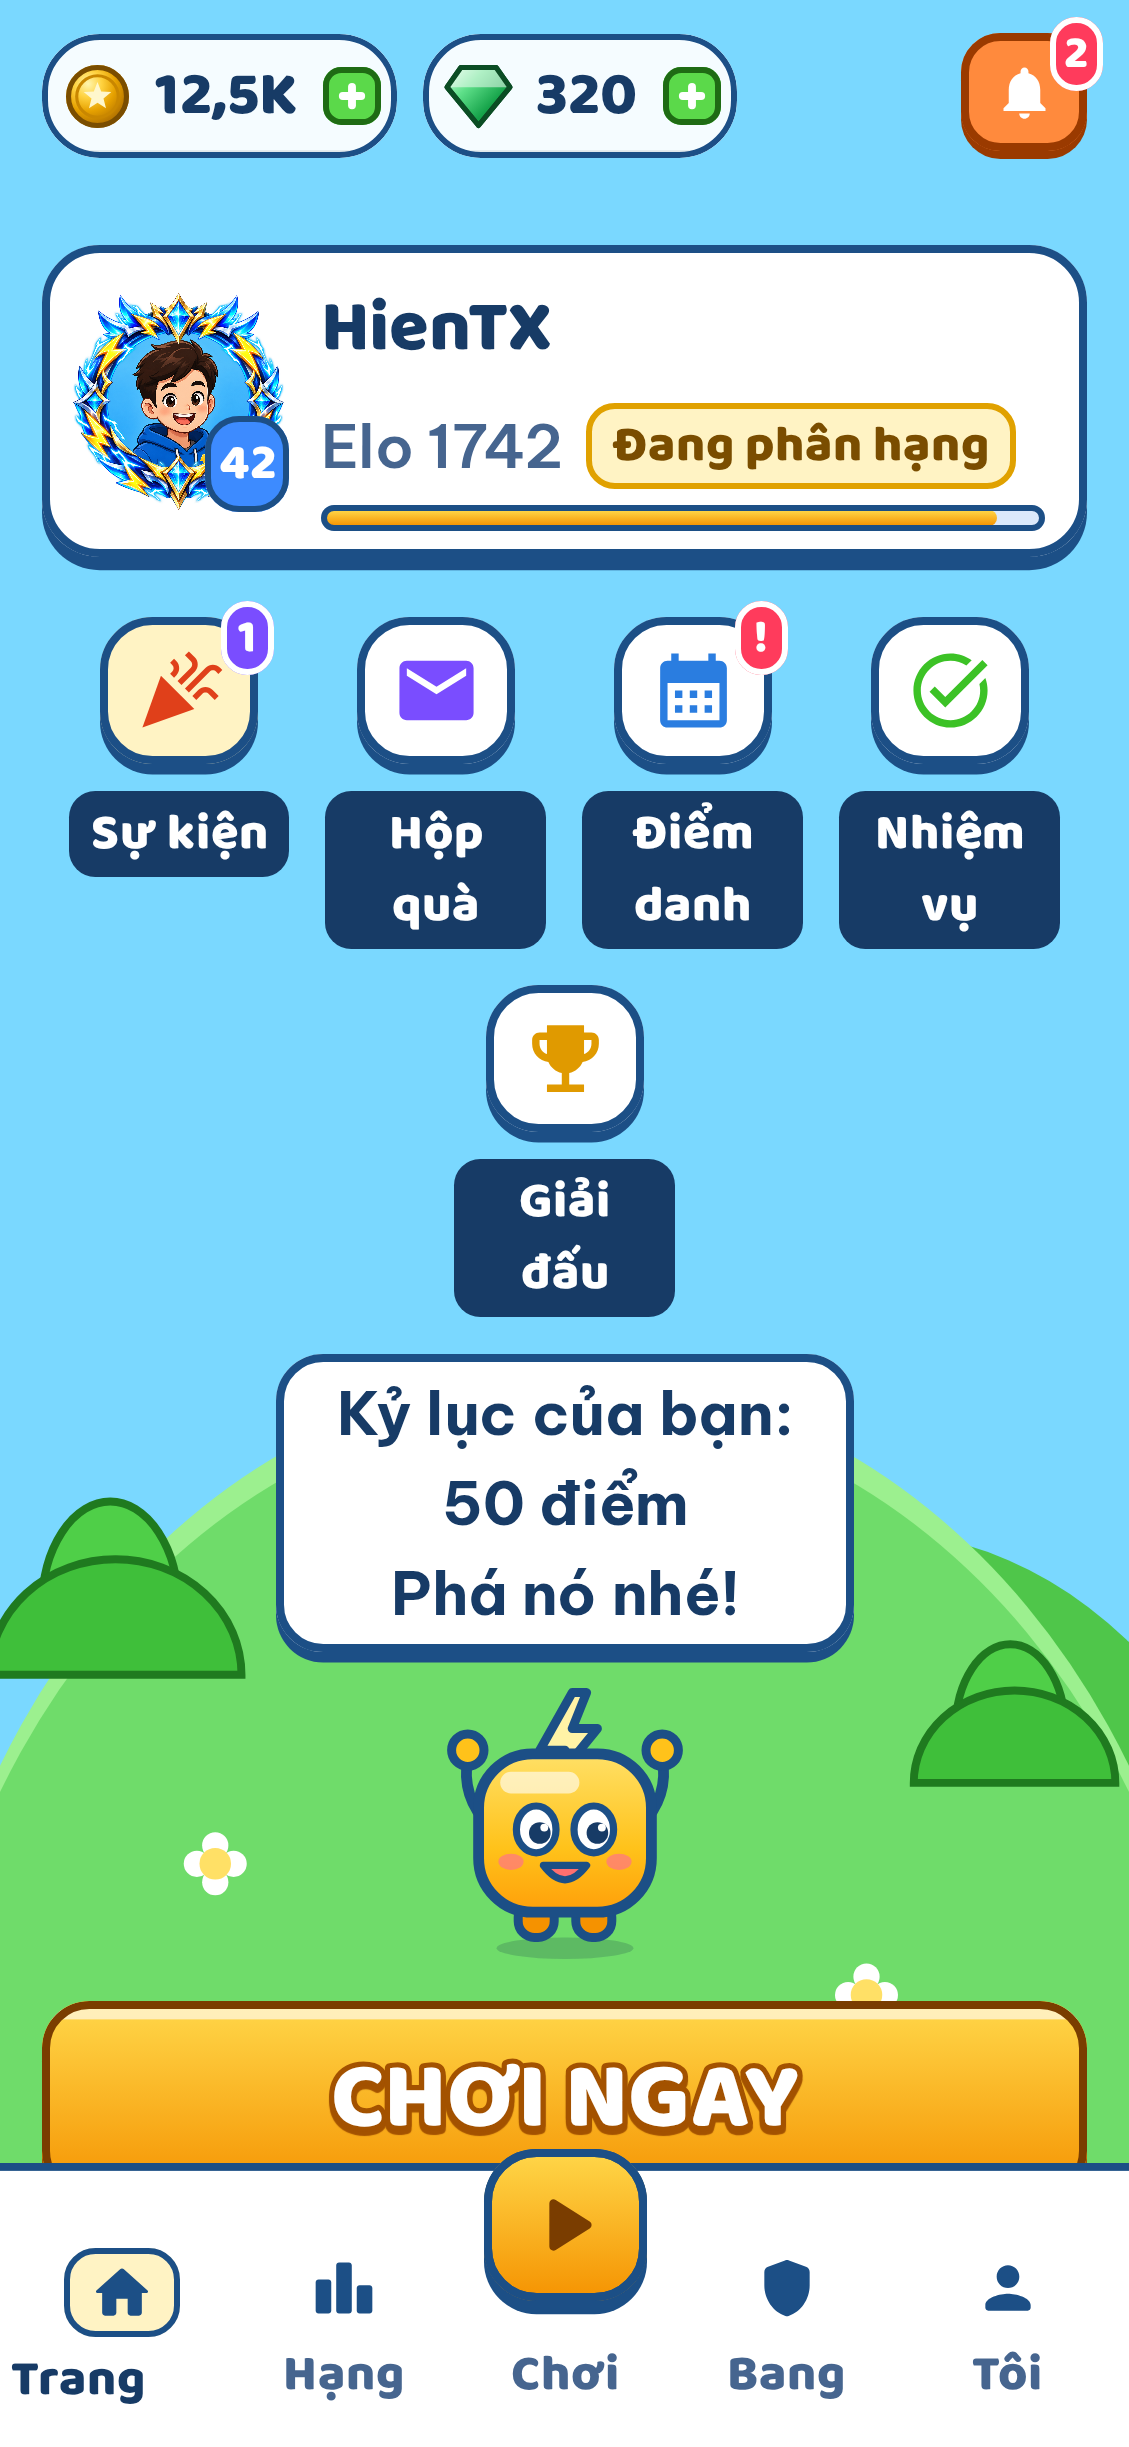 12,5K
320
2
HienTX
Elo 1742
Đang phân hạng
42
1
!
Sự kiện
Hộp
quà
Điểm
danh
Nhiệm
vụ
Giải
đấu
Kỷ lục của bạn:
50 điểm
Phá nó nhé!
CHƠI NGAY
Trang
Hạng
Chơi
Bang
Tôi